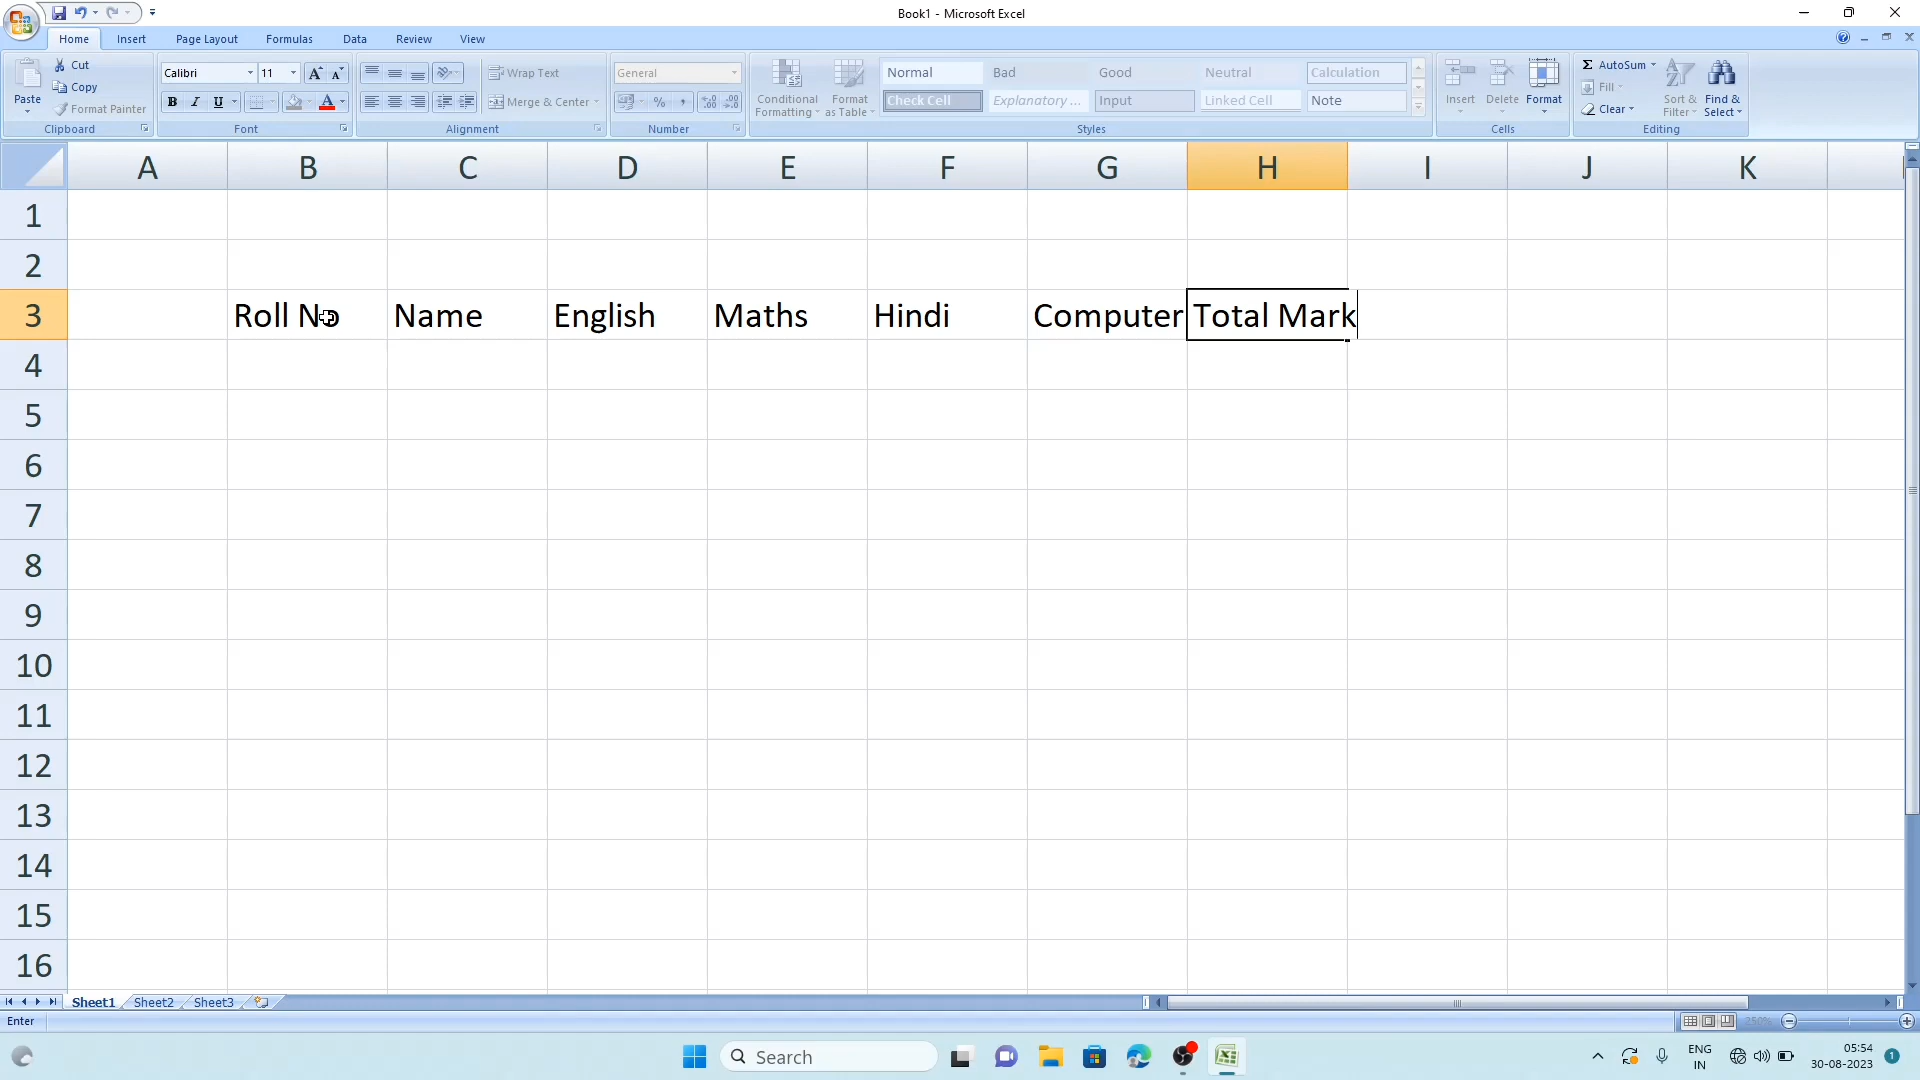 Book1 - Microsoft Excel
Home Insert Page Layout Formulas Data Review View
Paste
Cut
Copy
Format Painter
Clipboard
Calibri 11
B I U
Font
Wrap Text
Merge & Center
Alignment
General
Number
Conditional Formatting
Format as Table
Normal Bad Good Neutral Calculation
Check Cell Explanatory ... Input Linked Cell Note
Styles
Insert Delete Format
Cells
Σ AutoSum
Fill
Clear
Sort & Filter
Find & Select
Editing
A B C D E F G H I J K
1
2
3 Roll No Name English Maths Hindi Computer Total Mark
4
5
6
7
8
9
10
11
12
13
14
15
16
Sheet1 Sheet2 Sheet3
Enter 250%
Search
ENG
IN
05:54
30-08-2023
1